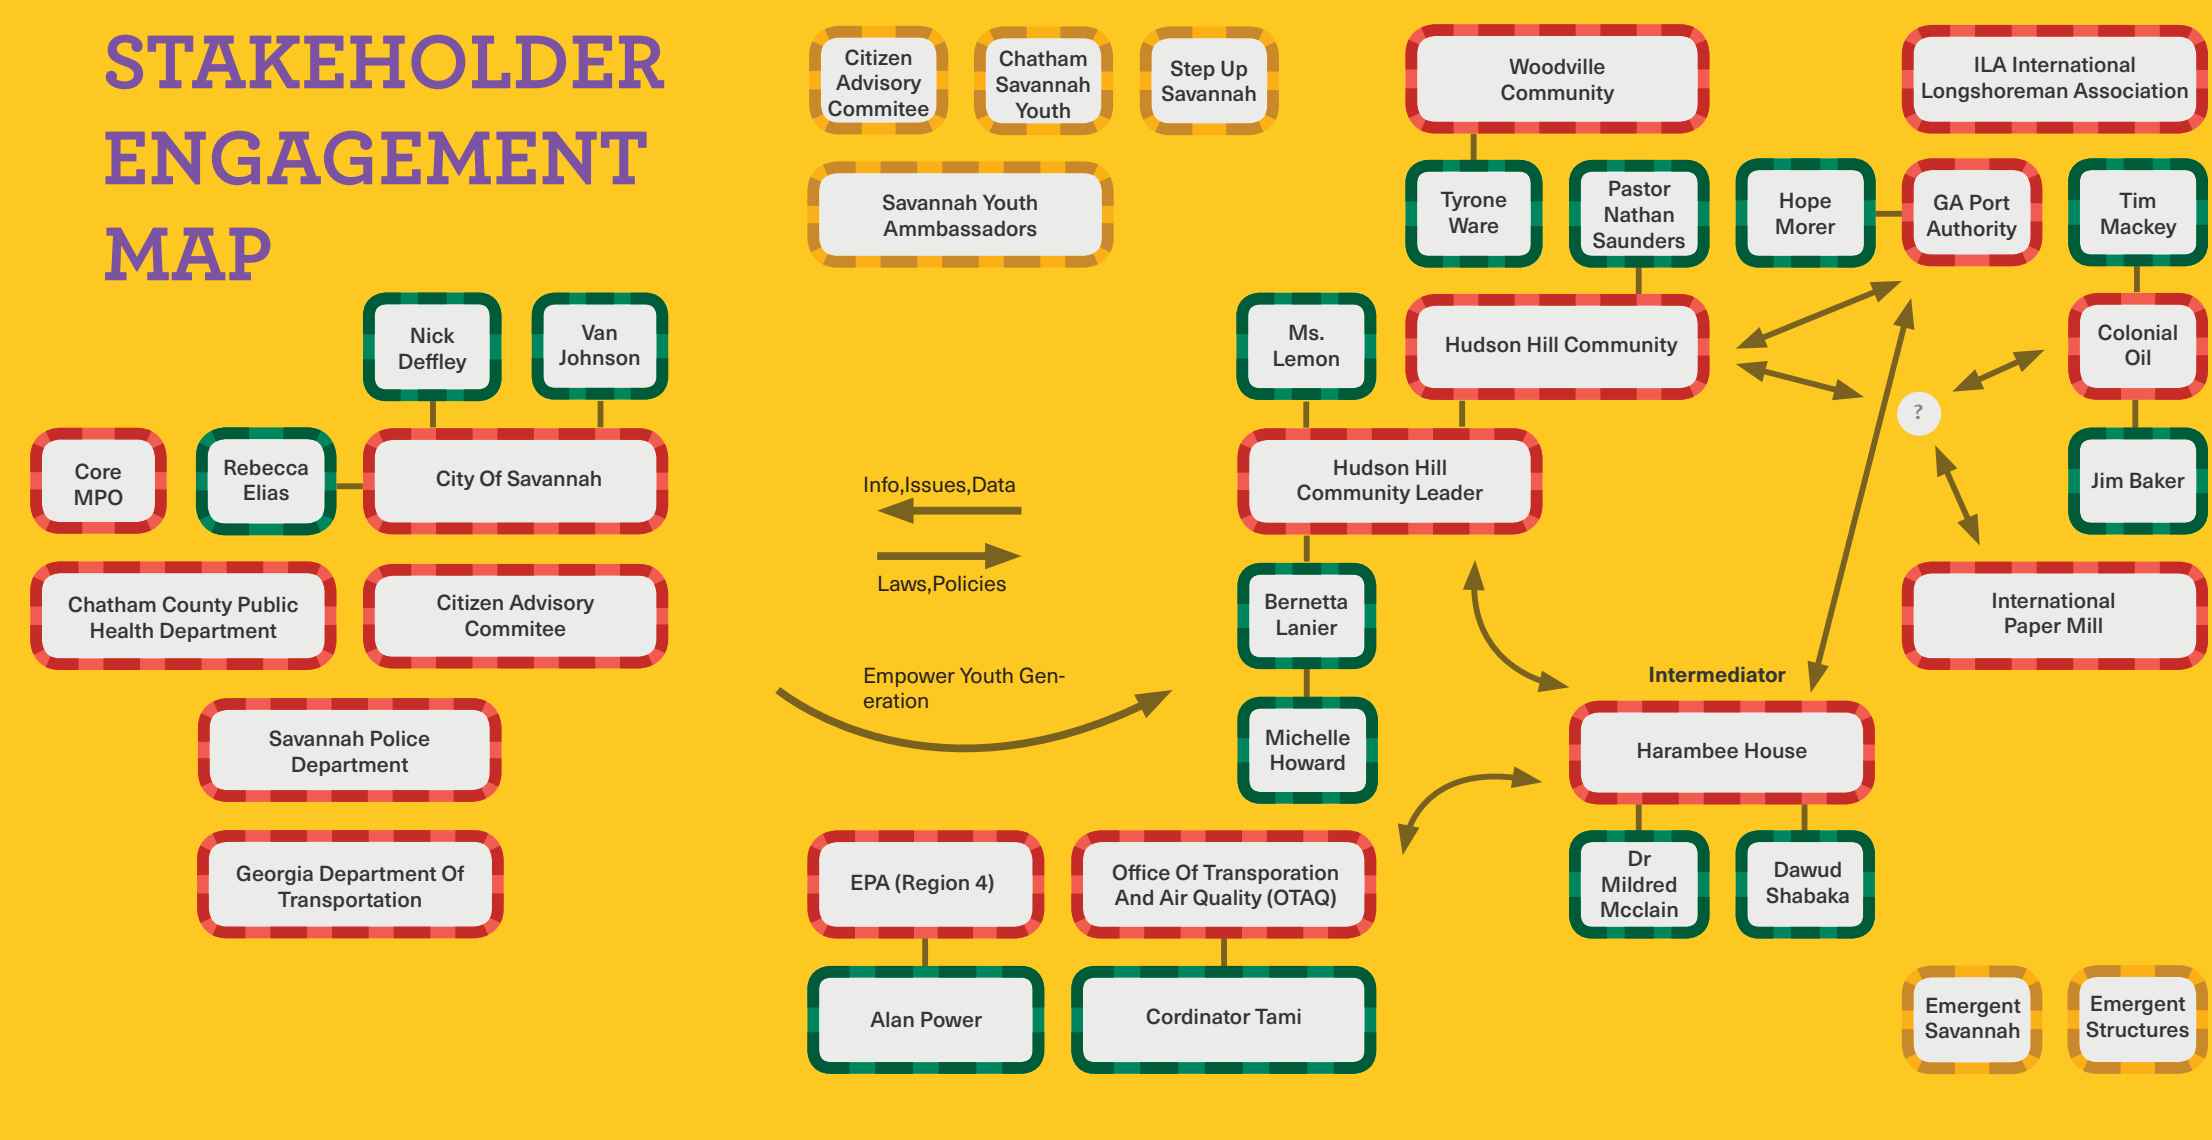 STAKEHOLDER
ENGAGEMENT
MAP
Citizen
Advisory
Commitee
Chatham
Savannah
Youth
Step Up
Savannah
Savannah Youth
Ammbassadors
Woodville
Community
ILA International
Longshoreman Association
Tyrone
Ware
Pastor
Nathan
Saunders
Hope
Morer
GA Port
Authority
Tim
Mackey
Nick
Deffley
Van
Johnson
Ms.
Lemon
Hudson Hill Community
Colonial
Oil
?
Core
MPO
Rebecca
Elias
City Of Savannah
Info,Issues,Data
Laws,Policies
Hudson Hill
Community Leader
Jim Baker
Chatham County Public
Health Department
Citizen Advisory
Commitee
Bernetta
Lanier
International
Paper Mill
Empower Youth Gen-
eration
Intermediator
Savannah Police
Department
Michelle
Howard
Harambee House
Georgia Department Of
Transportation
EPA (Region 4)
Office Of Transporation
And Air Quality (OTAQ)
Dr
Mildred
Mcclain
Dawud
Shabaka
Alan Power
Cordinator Tami
Emergent
Savannah
Emergent
Structures